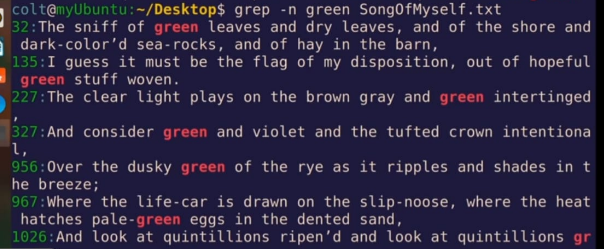 colt@myUbuntu:~/Desktop$ grep -n green SongOfMyself.txt
32:The sniff of green leaves and dry leaves, and of the shore and
dark-color’d sea-rocks, and of hay in the barn,
135:I guess it must be the flag of my disposition, out of hopeful
green stuff woven.
227:The clear light plays on the brown gray and green intertinged
,
327:And consider green and violet and the tufted crown intentiona
l,
956:Over the dusky green of the rye as it ripples and shades in t
he breeze;
967:Where the life-car is drawn on the slip-noose, where the heat
hatches pale-green eggs in the dented sand,
1026:And look at quintillions ripen’d and look at quintillions gr